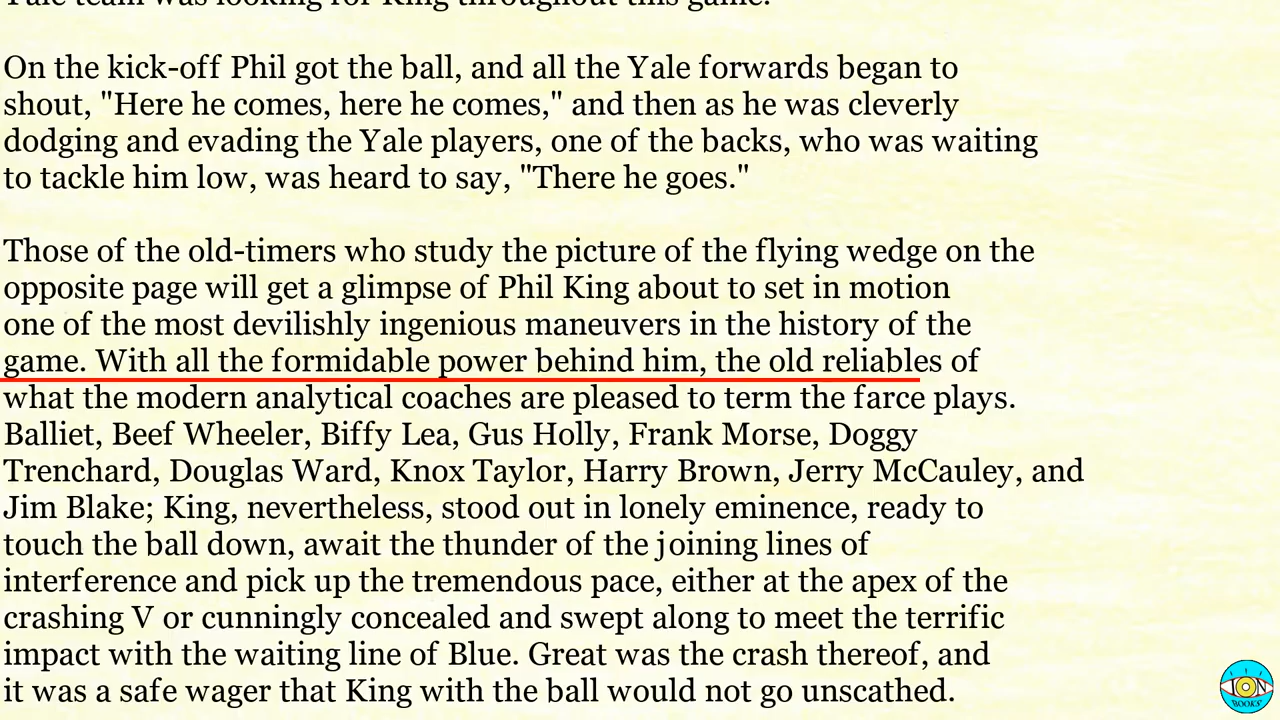 Yale team was looking for King throughout this game.
On the kick-off Phil got the ball, and all the Yale forwards began to
shout, "Here he comes, here he comes," and then as he was cleverly
dodging and evading the Yale players, one of the backs, who was waiting
to tackle him low, was heard to say, "There he goes."
Those of the old-timers who study the picture of the flying wedge on the
opposite page will get a glimpse of Phil King about to set in motion
one of the most devilishly ingenious maneuvers in the history of the
game. With all the formidable power behind him, the old reliables of
what the modern analytical coaches are pleased to term the farce plays.
Balliet, Beef Wheeler, Biffy Lea, Gus Holly, Frank Morse, Doggy
Trenchard, Douglas Ward, Knox Taylor, Harry Brown, Jerry McCauley, and
Jim Blake; King, nevertheless, stood out in lonely eminence, ready to
touch the ball down, await the thunder of the joining lines of
interference and pick up the tremendous pace, either at the apex of the
crashing V or cunningly concealed and swept along to meet the terrific
impact with the waiting line of Blue. Great was the crash thereof, and
it was a safe wager that King with the ball would not go unscathed.
ION
BOOKS